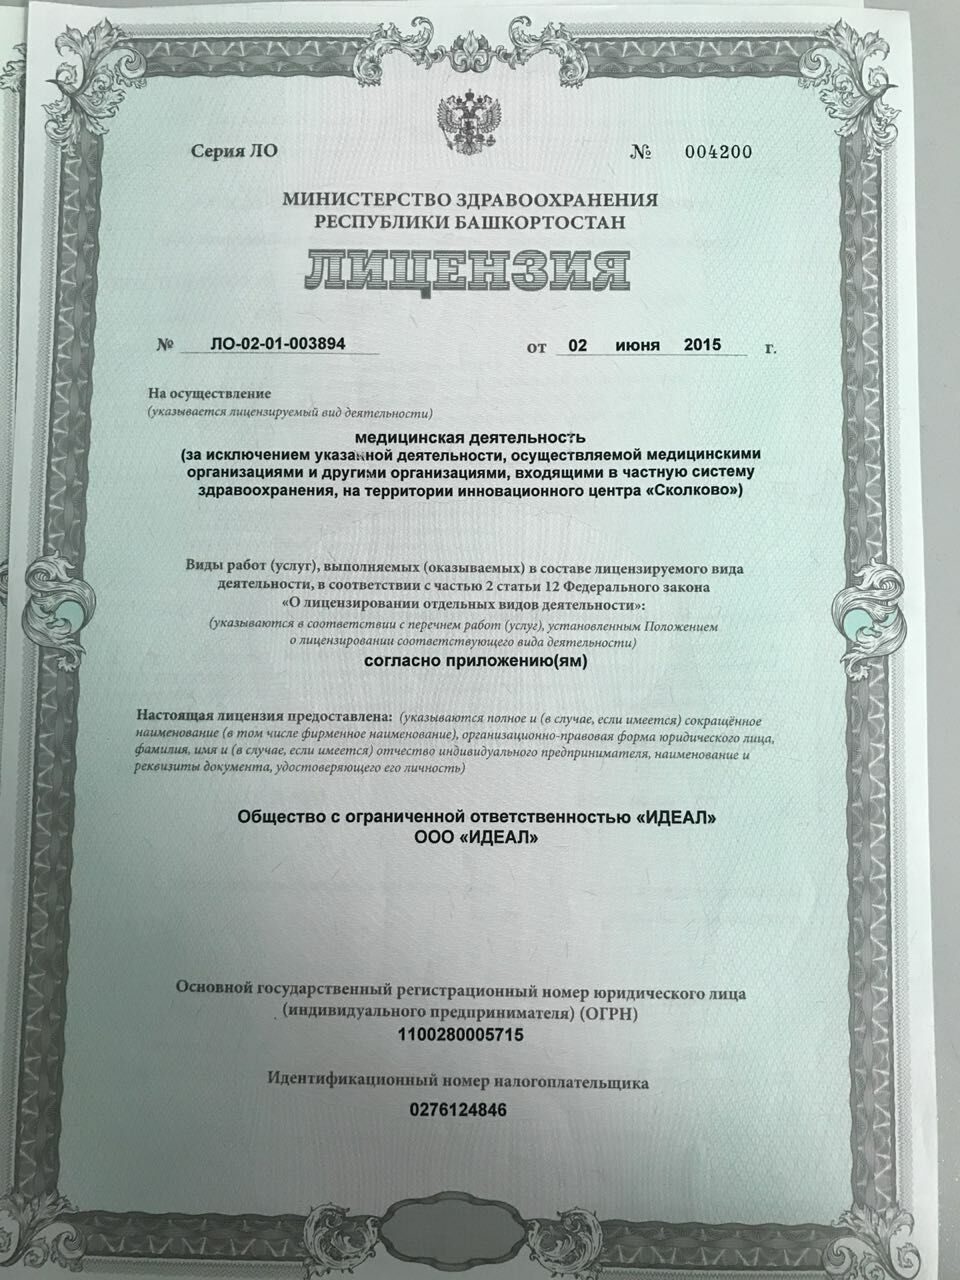 Серия ЛО № 004200
МИНИСТЕРСТВО ЗДРАВООХРАНЕНИЯ
РЕСПУБЛИКИ БАШКОРТОСТАН
ЛИЦЕНЗИЯ
№ ЛО-02-01-003894 от 02 июня 2015 г.
На осуществление
(указывается лицензируемый вид деятельности)
медицинская деятельность
(за исключением указанной деятельности, осуществляемой медицинскими
организациями и другими организациями, входящими в частную систему
здравоохранения, на территории инновационного центра «Сколково»)
Виды работ (услуг), выполняемых (оказываемых) в составе лицензируемого вида
деятельности, в соответствии с частью 2 статьи 12 Федерального закона
«О лицензировании отдельных видов деятельности»:
(указываются в соответствии с перечнем работ (услуг), установленным Положением
о лицензировании соответствующего вида деятельности)
согласно приложению(ям)
Настоящая лицензия предоставлена: (указываются полное и (в случае, если имеется) сокращённое
наименование (в том числе фирменное наименование), организационно-правовая форма юридического лица,
фамилия, имя и (в случае, если имеется) отчество индивидуального предпринимателя, наименование и
реквизиты документа, удостоверяющего его личность)
Общество с ограниченной ответственностью «ИДЕАЛ»
ООО «ИДЕАЛ»
Основной государственный регистрационный номер юридического лица
(индивидуального предпринимателя) (ОГРН)
1100280005715
Идентификационный номер налогоплательщика
0276124846